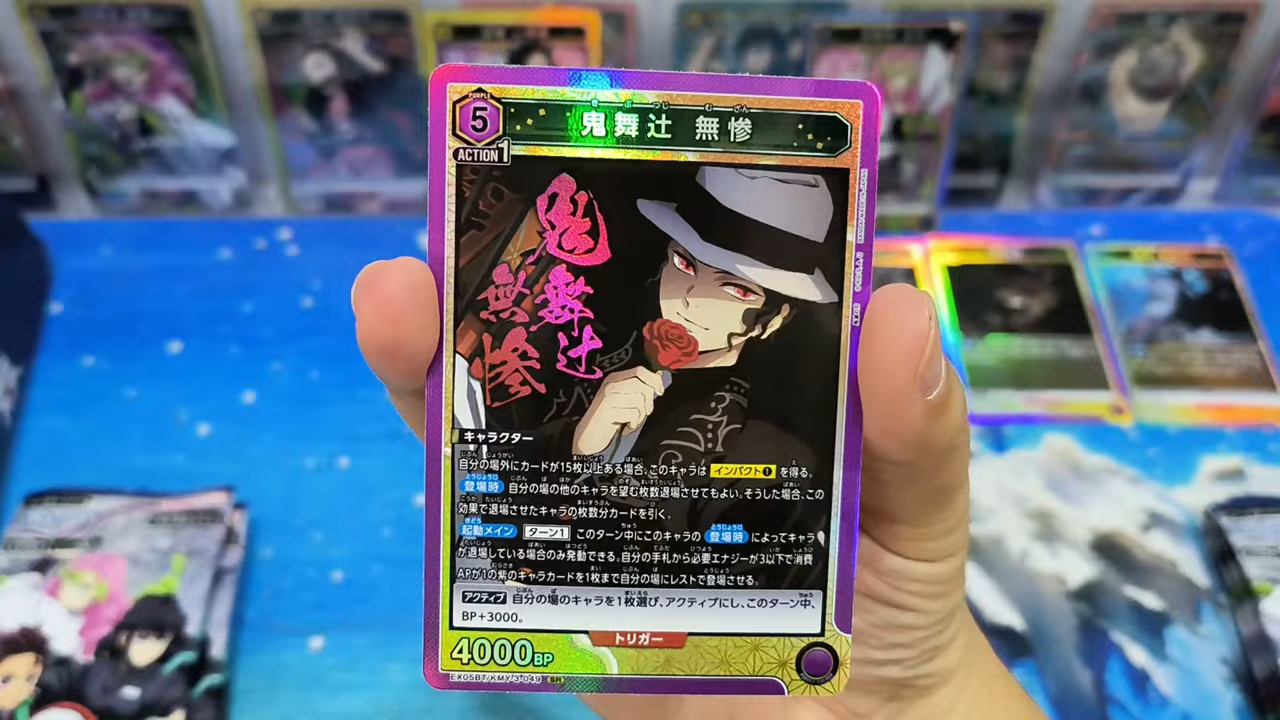 PURPLE
5
ACTION 1
鬼舞辻 無惨
鬼舞辻
無惨
キャラクター
自分の場外にカードが15枚以上ある場合、このキャラは インパクト❶ を得る。
登場時 自分の場の他のキャラを望む枚数退場させてもよい。そうした場合、この
効果で退場させたキャラの枚数分カードを引く。
起動メイン ターン1 このターン中にこのキャラの 登場時 によってキャラ
が退場している場合のみ発動できる。自分の手札から必要エナジーが3以下で消費
APが1の紫のキャラカードを1枚まで自分の場にレストで登場させる。
アクティブ 自分の場のキャラを1枚選び、アクティブにし、このターン中、
BP+3000。
トリガー
4000BP
EX05BT/KMY-3-049 SR